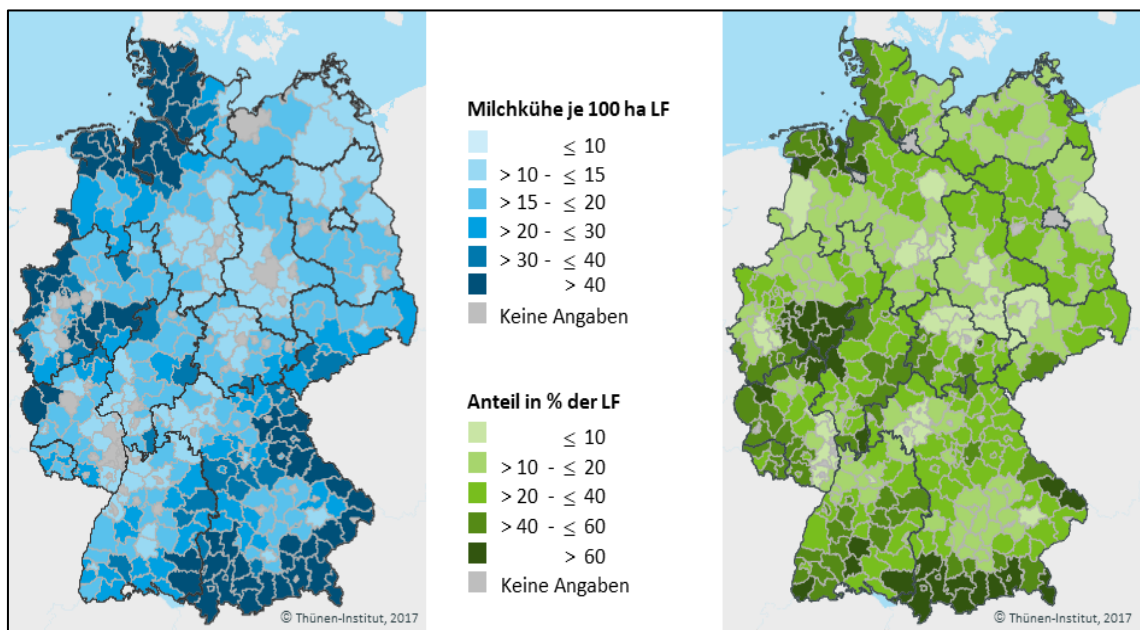 Milchkühe je 100 ha LF
≤ 10
> 10 - ≤ 15
> 15 - ≤ 20
> 20 - ≤ 30
> 30 - ≤ 40
> 40
Keine Angaben
Anteil in % der LF
≤ 10
> 10 - ≤ 20
> 20 - ≤ 40
> 40 - ≤ 60
> 60
Keine Angaben
© Thünen-Institut, 2017
© Thünen-Institut, 2017